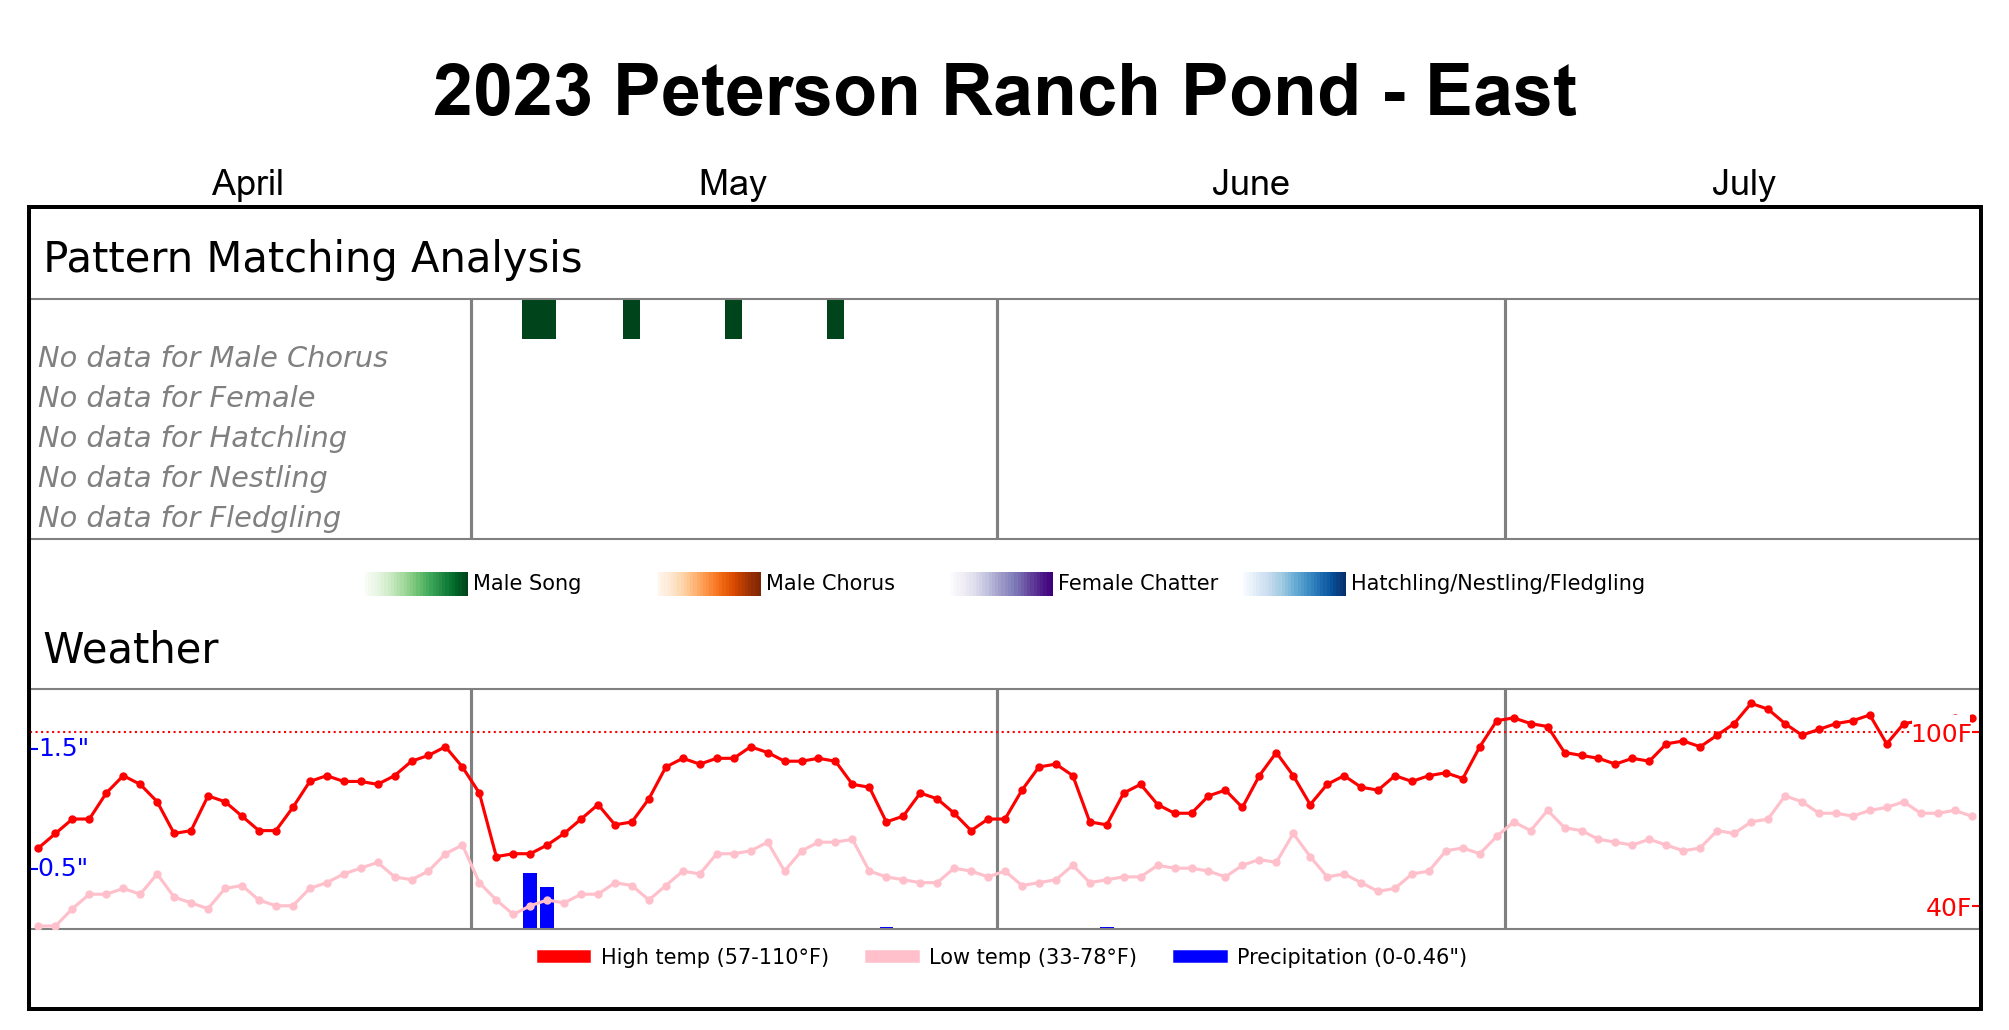 2023 Peterson Ranch Pond - East
April May June July
Pattern Matching Analysis
No data for Male Chorus
No data for Female
No data for Hatchling
No data for Nestling
No data for Fledgling
Male Song Male Chorus Female Chatter Hatchling/Nestling/Fledgling
Weather
1.5" 100F
0.5" 40F
High temp (57-110°F) Low temp (33-78°F) Precipitation (0-0.46")